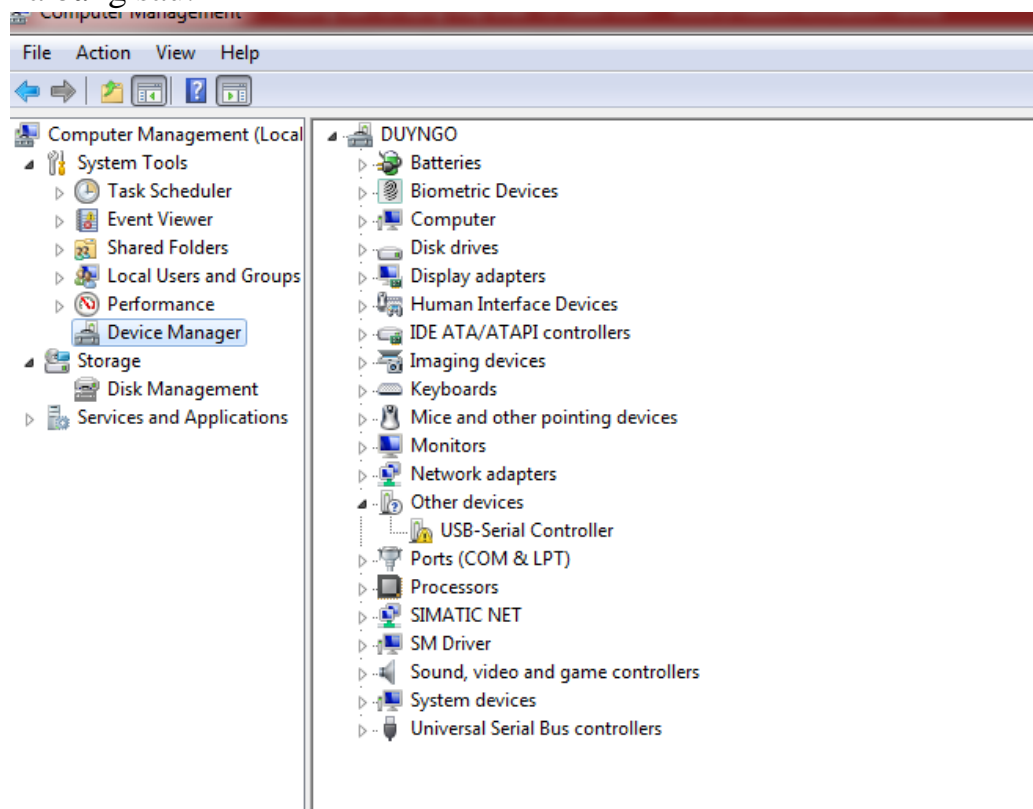 Computer Management
File Action View Help
Computer Management (Local
System Tools
Task Scheduler
Event Viewer
Shared Folders
Local Users and Groups
Performance
Device Manager
Storage
Disk Management
Services and Applications
DUYNGO
Batteries
Biometric Devices
Computer
Disk drives
Display adapters
Human Interface Devices
IDE ATA/ATAPI controllers
Imaging devices
Keyboards
Mice and other pointing devices
Monitors
Network adapters
Other devices
USB-Serial Controller
Ports (COM & LPT)
Processors
SIMATIC NET
SM Driver
Sound, video and game controllers
System devices
Universal Serial Bus controllers